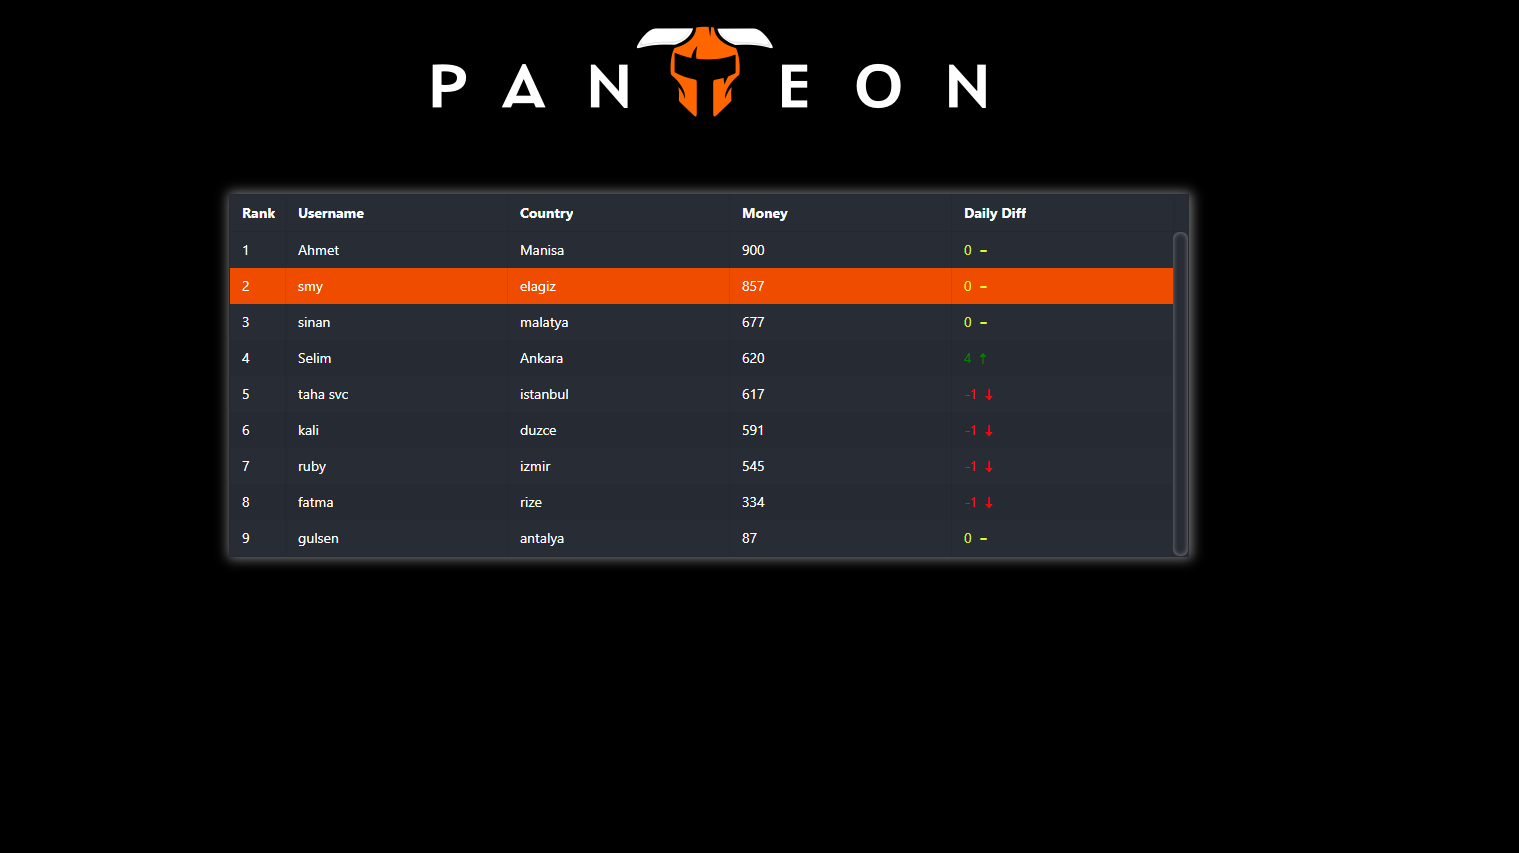 PAN EON
Rank Username Country Money Daily Diff
1 Ahmet Manisa 900 0 -
2 smy elagiz 857 0 -
3 sinan malatya 677 0 -
4 Selim Ankara 620 4 ↑
5 taha svc istanbul 617 -1 ↓
6 kali duzce 591 -1 ↓
7 ruby izmir 545 -1 ↓
8 fatma rize 334 -1 ↓
9 gulsen antalya 87 0 -